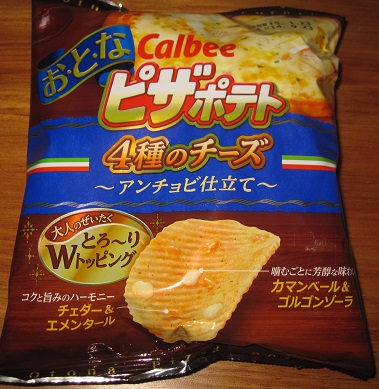 おとな
Calbee
ピザポテト
4種のチーズ
～アンチョビ仕立て～
大人のぜいたく
とろ～り
Wトッピング
コクと旨みのハーモニー
チェダー&
エメンタール
噛むごとに芳醇な味わ
カマンベール&
ゴルゴンゾーラ